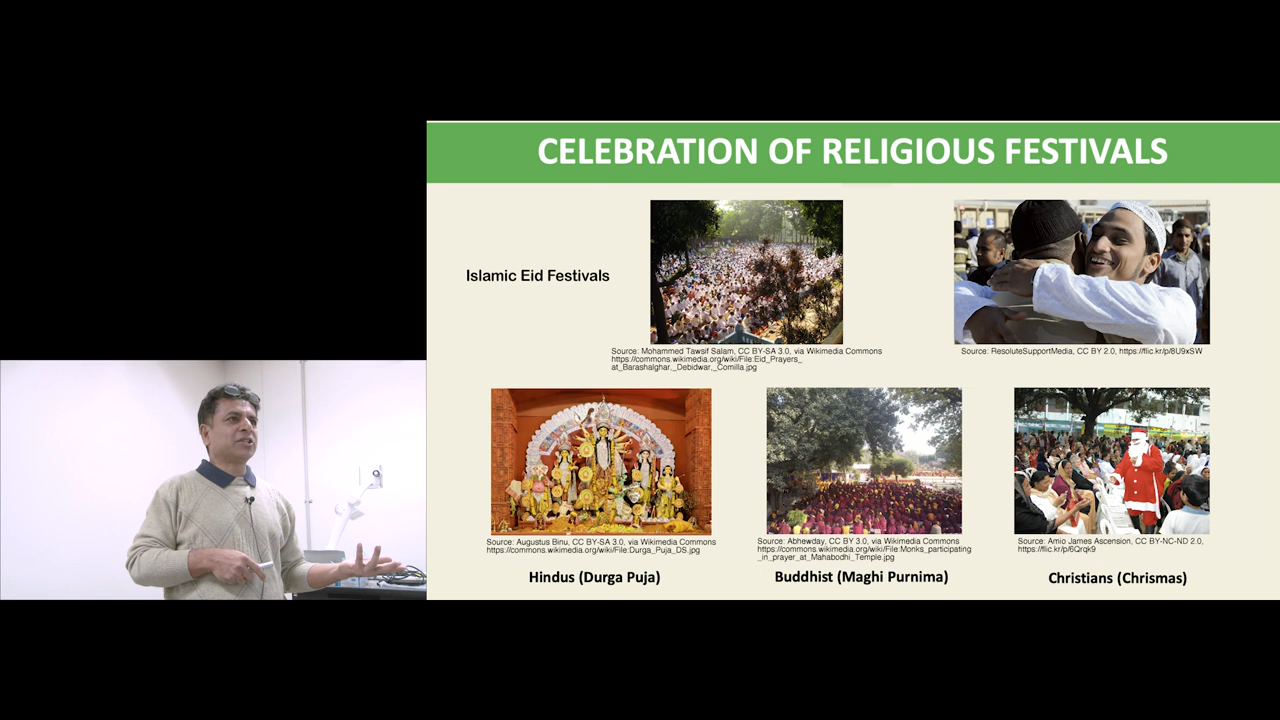 CELEBRATION OF RELIGIOUS FESTIVALS
Islamic Eid Festivals
Source: Mohammed Tawsif Salam, CC BY-SA 3.0, via Wikimedia Commons
https://commons.wikimedia.org/wiki/File:Eid_Prayers_
at_Barashalghar,_Debidwar,_Comilla.jpg
Source: ResoluteSupportMedia, CC BY 2.0, https://flic.kr/p/8U9xSW
Source: Augustus Binu, CC BY-SA 3.0, via Wikimedia Commons
https://commons.wikimedia.org/wiki/File:Durga_Puja_DS.jpg
Hindus (Durga Puja)
Source: Abhewday, CC BY 3.0, via Wikimedia Commons
https://commons.wikimedia.org/wiki/File:Monks_participating
_in_prayer_at_Mahabodhi_Temple.jpg
Buddhist (Maghi Purnima)
Source: Amio James Ascension, CC BY-NC-ND 2.0,
https://flic.kr/p/6Qrqk9
Christians (Chrismas)